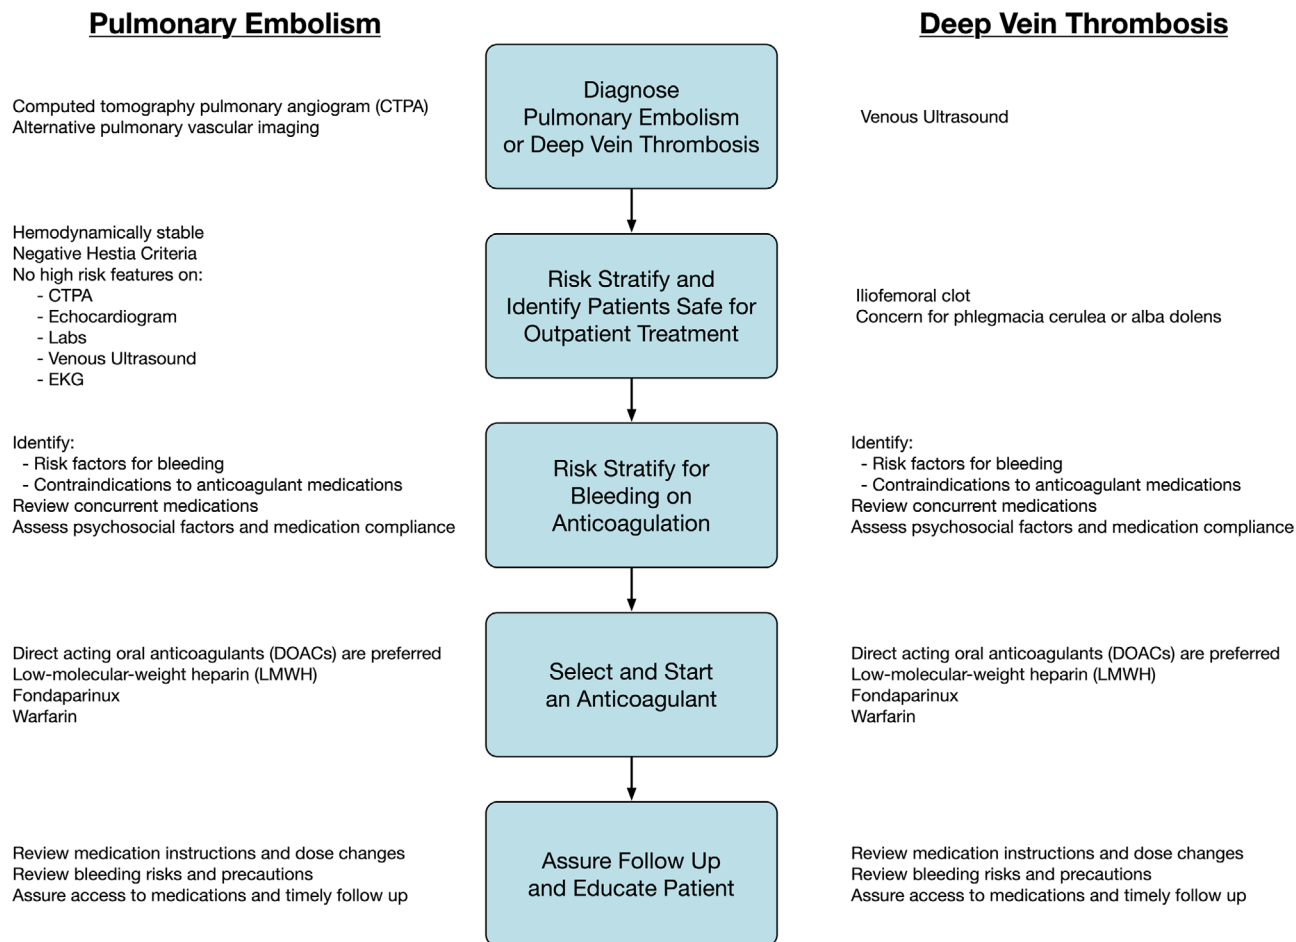 Pulmonary Embolism
Deep Vein Thrombosis
Computed tomography pulmonary angiogram (CTPA)
Alternative pulmonary vascular imaging
Diagnose
Pulmonary Embolism
or Deep Vein Thrombosis
Venous Ultrasound
Hemodynamically stable
Negative Hestia Criteria
No high risk features on:
- CTPA
- Echocardiogram
- Labs
- Venous Ultrasound
- EKG
Risk Stratify and
Identify Patients Safe for
Outpatient Treatment
Iliofemoral clot
Concern for phlegmacia cerulea or alba dolens
Identify:
- Risk factors for bleeding
- Contraindications to anticoagulant medications
Review concurrent medications
Assess psychosocial factors and medication compliance
Risk Stratify for
Bleeding on
Anticoagulation
Identify:
- Risk factors for bleeding
- Contraindications to anticoagulant medications
Review concurrent medications
Assess psychosocial factors and medication compliance
Direct acting oral anticoagulants (DOACs) are preferred
Low-molecular-weight heparin (LMWH)
Fondaparinux
Warfarin
Select and Start
an Anticoagulant
Direct acting oral anticoagulants (DOACs) are preferred
Low-molecular-weight heparin (LMWH)
Fondaparinux
Warfarin
Review medication instructions and dose changes
Review bleeding risks and precautions
Assure access to medications and timely follow up
Assure Follow Up
and Educate Patient
Review medication instructions and dose changes
Review bleeding risks and precautions
Assure access to medications and timely follow up